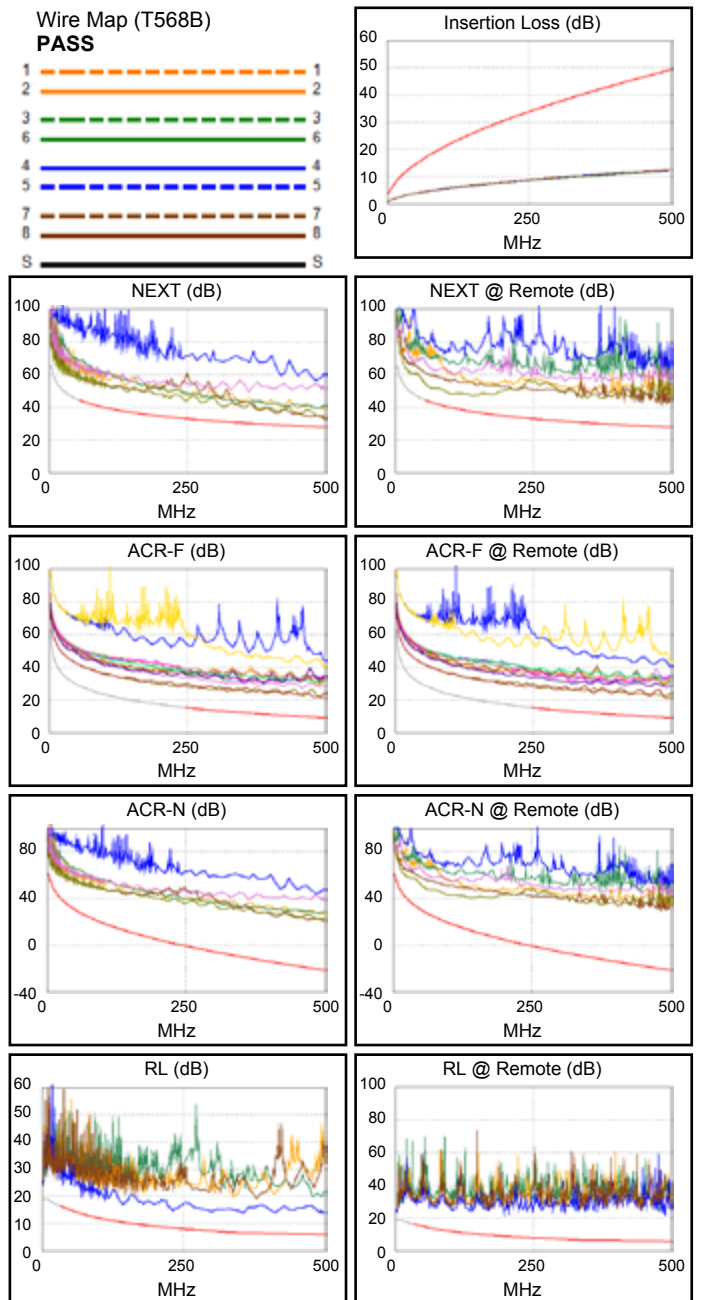 Wire Map (T568B)
PASS
1 1
2 2
3 3
6 6
4 4
5 5
7 7
8 8
S S
Insertion Loss (dB)
60
50
40
30
20
10
0
0 250 500
MHz
NEXT (dB)
100
80
60
40
20
0
0 250 500
MHz
NEXT @ Remote (dB)
100
80
60
40
20
0
0 250 500
MHz
ACR-F (dB)
100
80
60
40
20
0
0 250 500
MHz
ACR-F @ Remote (dB)
100
80
60
40
20
0
0 250 500
MHz
ACR-N (dB)
80
40
0
-40
0 250 500
MHz
ACR-N @ Remote (dB)
80
40
0
-40
0 250 500
MHz
RL (dB)
60
50
40
30
20
10
0
0 250 500
MHz
RL @ Remote (dB)
100
80
60
40
20
0
0 250 500
MHz